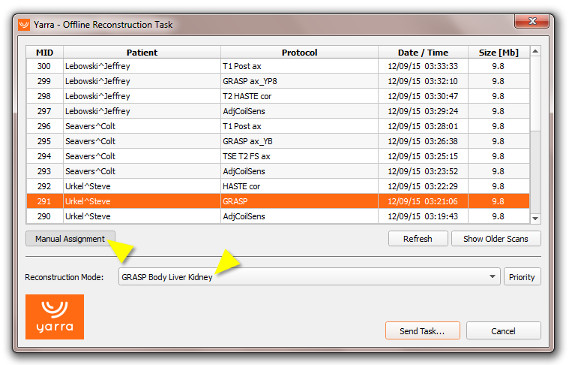 Yarra - Offline Reconstruction Task
MID Patient Protocol Date / Time Size [Mb]
300 Lebowski^Jeffrey T1 Post ax 12/09/15 03:33:33 9.8
299 Lebowski^Jeffrey GRASP ax_YP8 12/09/15 03:32:10 9.8
298 Lebowski^Jeffrey T2 HASTE cor 12/09/15 03:30:47 9.8
297 Lebowski^Jeffrey AdjCoilSens 12/09/15 03:29:24 9.8
296 Seavers^Colt T1 Post ax 12/09/15 03:28:01 9.8
295 Seavers^Colt GRASP ax_YB 12/09/15 03:26:38 9.8
294 Seavers^Colt TSE T2 FS ax 12/09/15 03:25:15 9.8
293 Seavers^Colt AdjCoilSens 12/09/15 03:23:52 9.8
292 Urkel^Steve HASTE cor 12/09/15 03:22:29 9.8
291 Urkel^Steve GRASP 12/09/15 03:21:06 9.8
290 Urkel^Steve AdjCoilSens 12/09/15 03:19:43 9.8
Manual Assignment Refresh Show Older Scans
Reconstruction Mode: GRASP Body Liver Kidney Priority
yarra
Send Task... Cancel